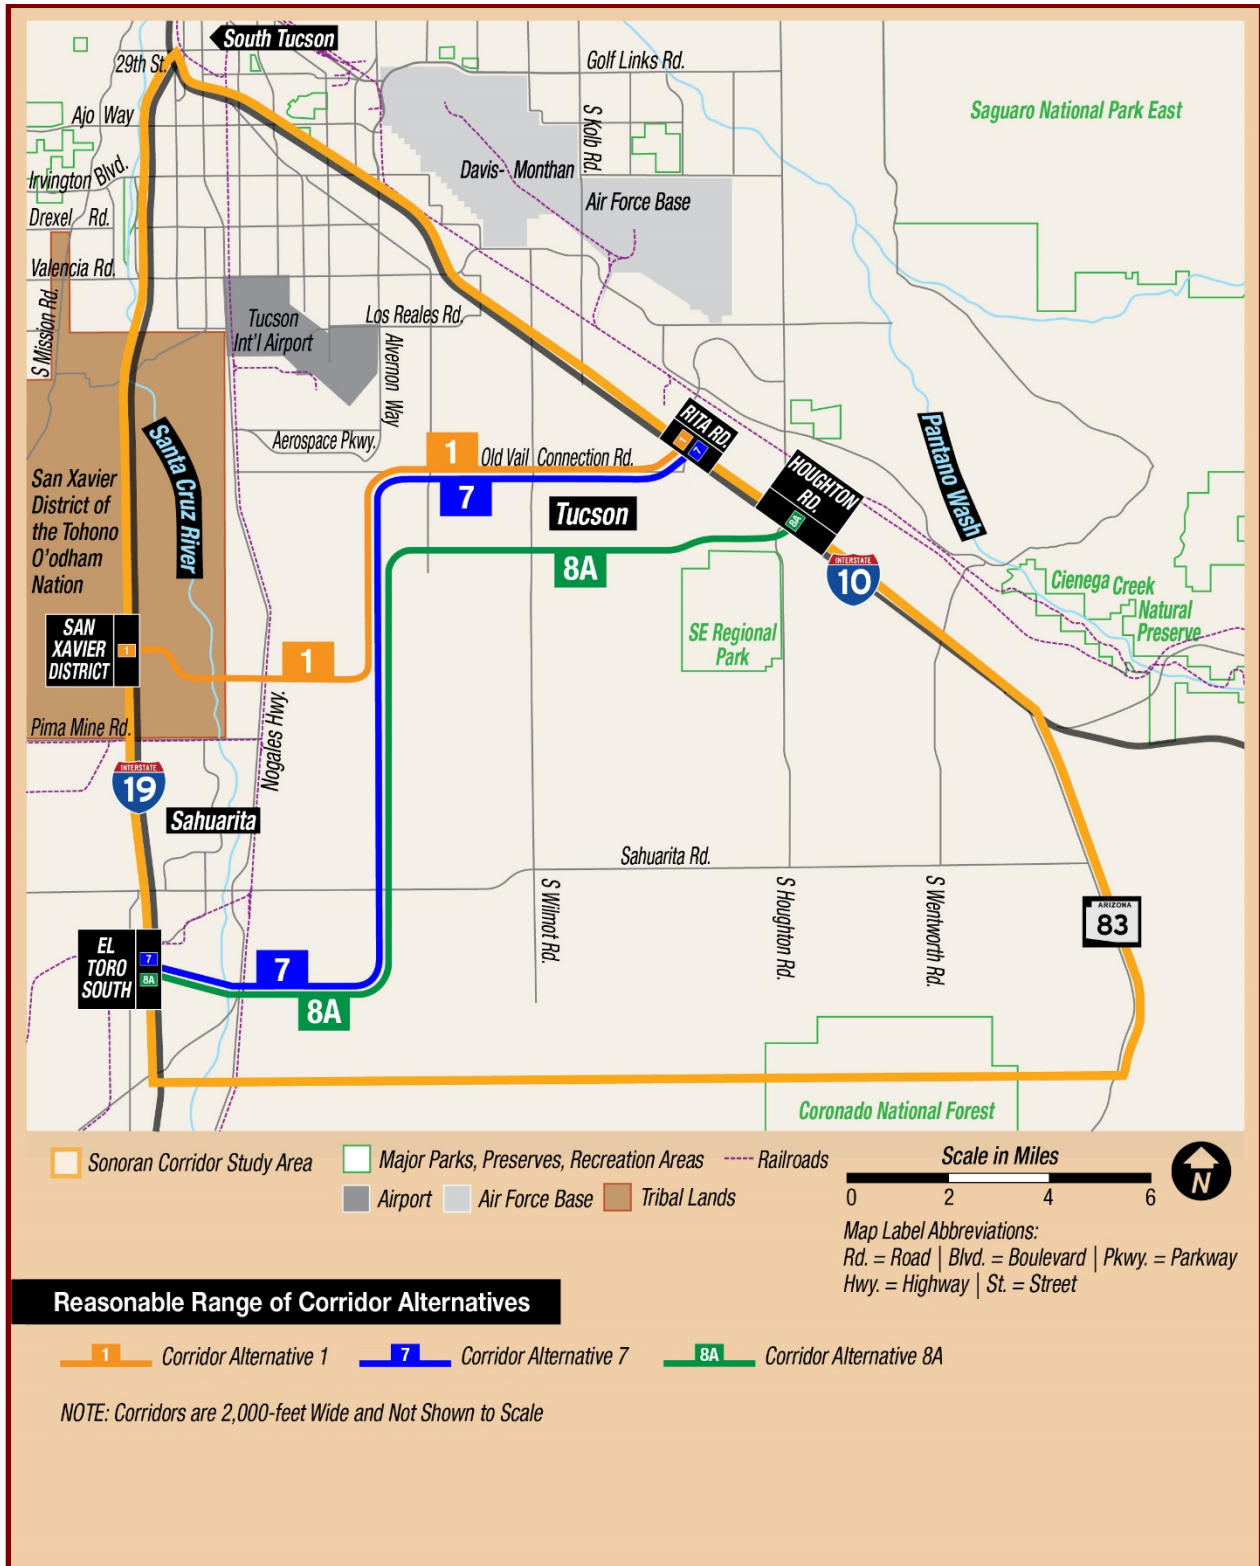 South Tucson
29th St.
Golf Links Rd.
Saguaro National Park East
Ajo Way
S Kolb Rd.
Davis- Monthan
Irvington Blvd.
Air Force Base
Drexel Rd.
Valencia Rd.
S Mission Rd.
Los Reales Rd.
Tucson
Int'l Airport
Alvernon Way
Aerospace Pkwy.
RITA RD.
1
7
1
Old Vail Connection Rd.
7
Tucson
HOUGHTON
RD.
8A
Pantano Wash
Santa Cruz River
San Xavier
District of
the Tohono
O'odham
Nation
8A
INTERSTATE
10
Cienega Creek
Natural
Preserve
SE Regional
Park
SAN
XAVIER
DISTRICT
1
1
Pima Mine Rd.
Nogales Hwy.
INTERSTATE
19
Sahuarita
Sahuarita Rd.
S Wilmot Rd.
S Houghton Rd.
S Wentworth Rd.
ARIZONA
83
EL
TORO
SOUTH
7
8A
7
8A
Coronado National Forest
Sonoran Corridor Study Area
Major Parks, Preserves, Recreation Areas
Railroads
Airport
Air Force Base
Tribal Lands
Scale in Miles
0 2 4 6
N
Map Label Abbreviations:
Rd. = Road | Blvd. = Boulevard | Pkwy. = Parkway
Hwy. = Highway | St. = Street
Reasonable Range of Corridor Alternatives
1 Corridor Alternative 1
7 Corridor Alternative 7
8A Corridor Alternative 8A
NOTE: Corridors are 2,000-feet Wide and Not Shown to Scale